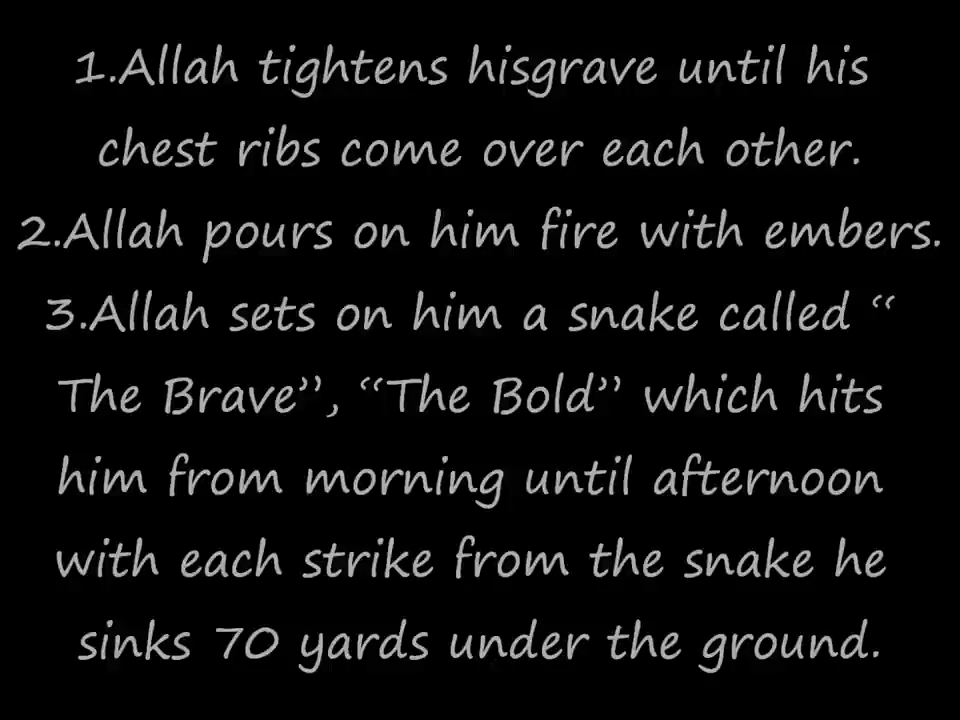 1.Allah tightens hisgrave until his
chest ribs come over each other.
2.Allah pours on him fire with embers.
3.Allah sets on him a snake called “
The Brave”, “The Bold” which hits
him from morning until afternoon
with each strike from the snake he
sinks 70 yards under the ground.